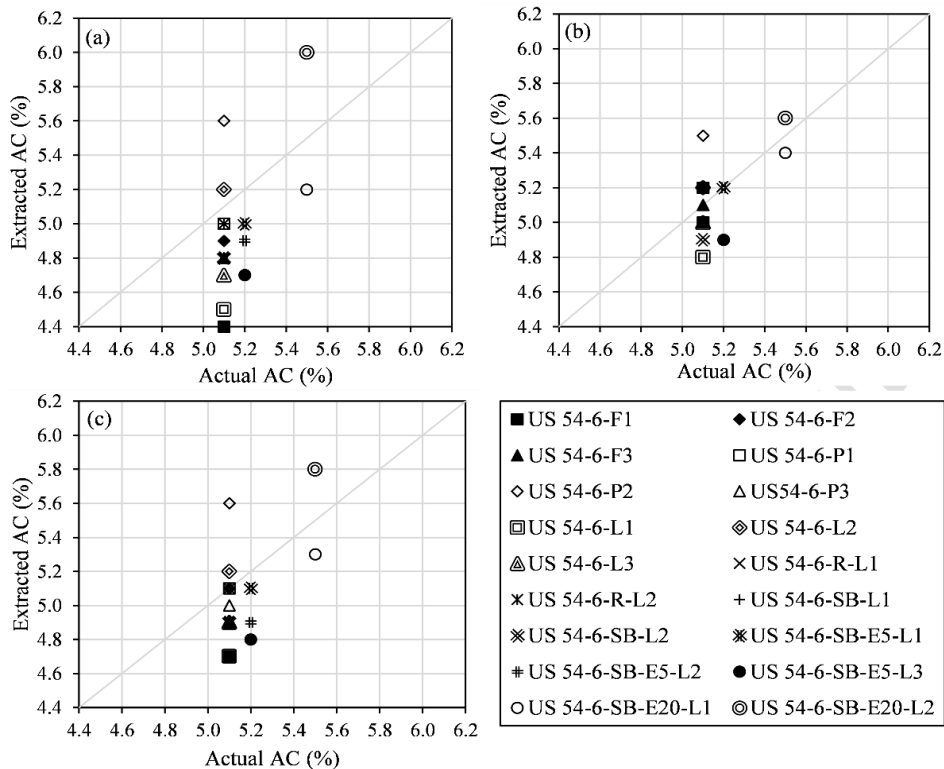 (a)
6.2
6.0
5.8
5.6
5.4
5.2
5.0
4.8
4.6
4.4
Extracted AC (%)
4.4 4.6 4.8 5.0 5.2 5.4 5.6 5.8 6.0 6.2
Actual AC (%)
(b)
6.2
6.0
5.8
5.6
5.4
5.2
5.0
4.8
4.6
4.4
Extracted AC (%)
4.4 4.6 4.8 5.0 5.2 5.4 5.6 5.8 6.0 6.2
Actual AC (%)
(c)
6.2
6.0
5.8
5.6
5.4
5.2
5.0
4.8
4.6
4.4
Extracted AC (%)
4.4 4.6 4.8 5.0 5.2 5.4 5.6 5.8 6.0 6.2
Actual AC (%)
US 54-6-F1 US 54-6-F2
US 54-6-F3 US 54-6-P1
US 54-6-P2 US54-6-P3
US 54-6-L1 US 54-6-L2
US 54-6-L3 US 54-6-R-L1
US 54-6-R-L2 US 54-6-SB-L1
US 54-6-SB-L2 US 54-6-SB-E5-L1
US 54-6-SB-E5-L2 US 54-6-SB-E5-L3
US 54-6-SB-E20-L1 US 54-6-SB-E20-L2